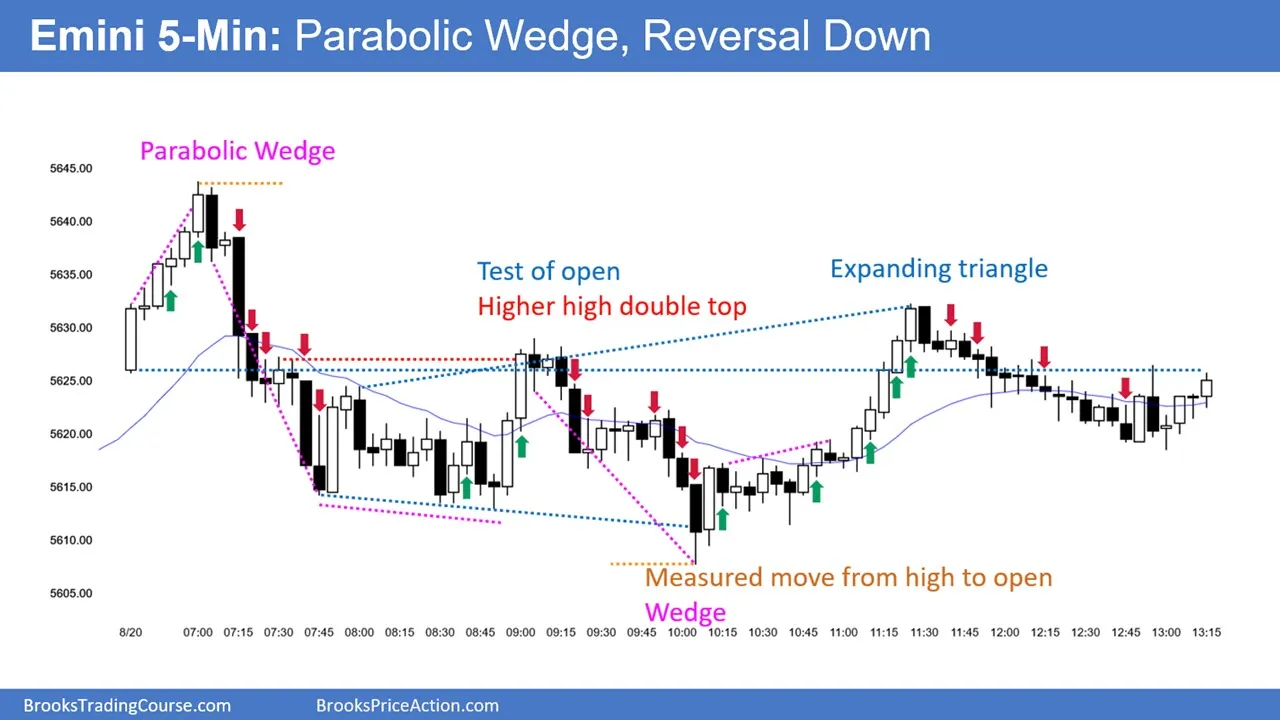 Emini 5-Min: Parabolic Wedge, Reversal Down
Parabolic Wedge
5645.00
5640.00
5635.00
5630.00
5625.00
5620.00
5615.00
5610.00
5605.00
Test of open
Higher high double top
Expanding triangle
Measured move from high to open
Wedge
8/20 07:00 07:15 07:30 07:45 08:00 08:15 08:30 08:45 09:00 09:15 09:30 09:45 10:00 10:15 10:30 10:45 11:00 11:15 11:30 11:45 12:00 12:15 12:30 12:45 13:00 13:15
BrooksTradingCourse.com BrooksPriceAction.com